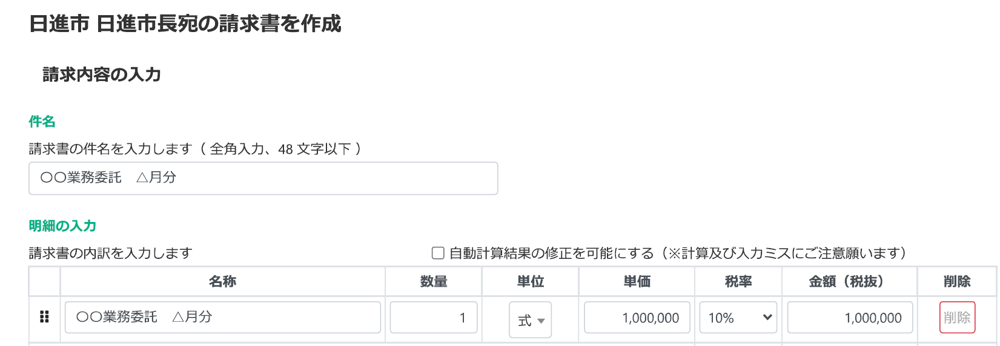 日進市 日進市長宛の請求書を作成
請求内容の入力
件名
請求書の件名を入力します（ 全角入力、48 文字以下 ）
〇〇業務委託　△月分
明細の入力
請求書の内訳を入力します
自動計算結果の修正を可能にする（※計算及び入力ミスにご注意願います）
名称 数量 単位 単価 税率 金額（税抜） 削除
〇〇業務委託　△月分 1 式 1,000,000 10% 1,000,000 削除